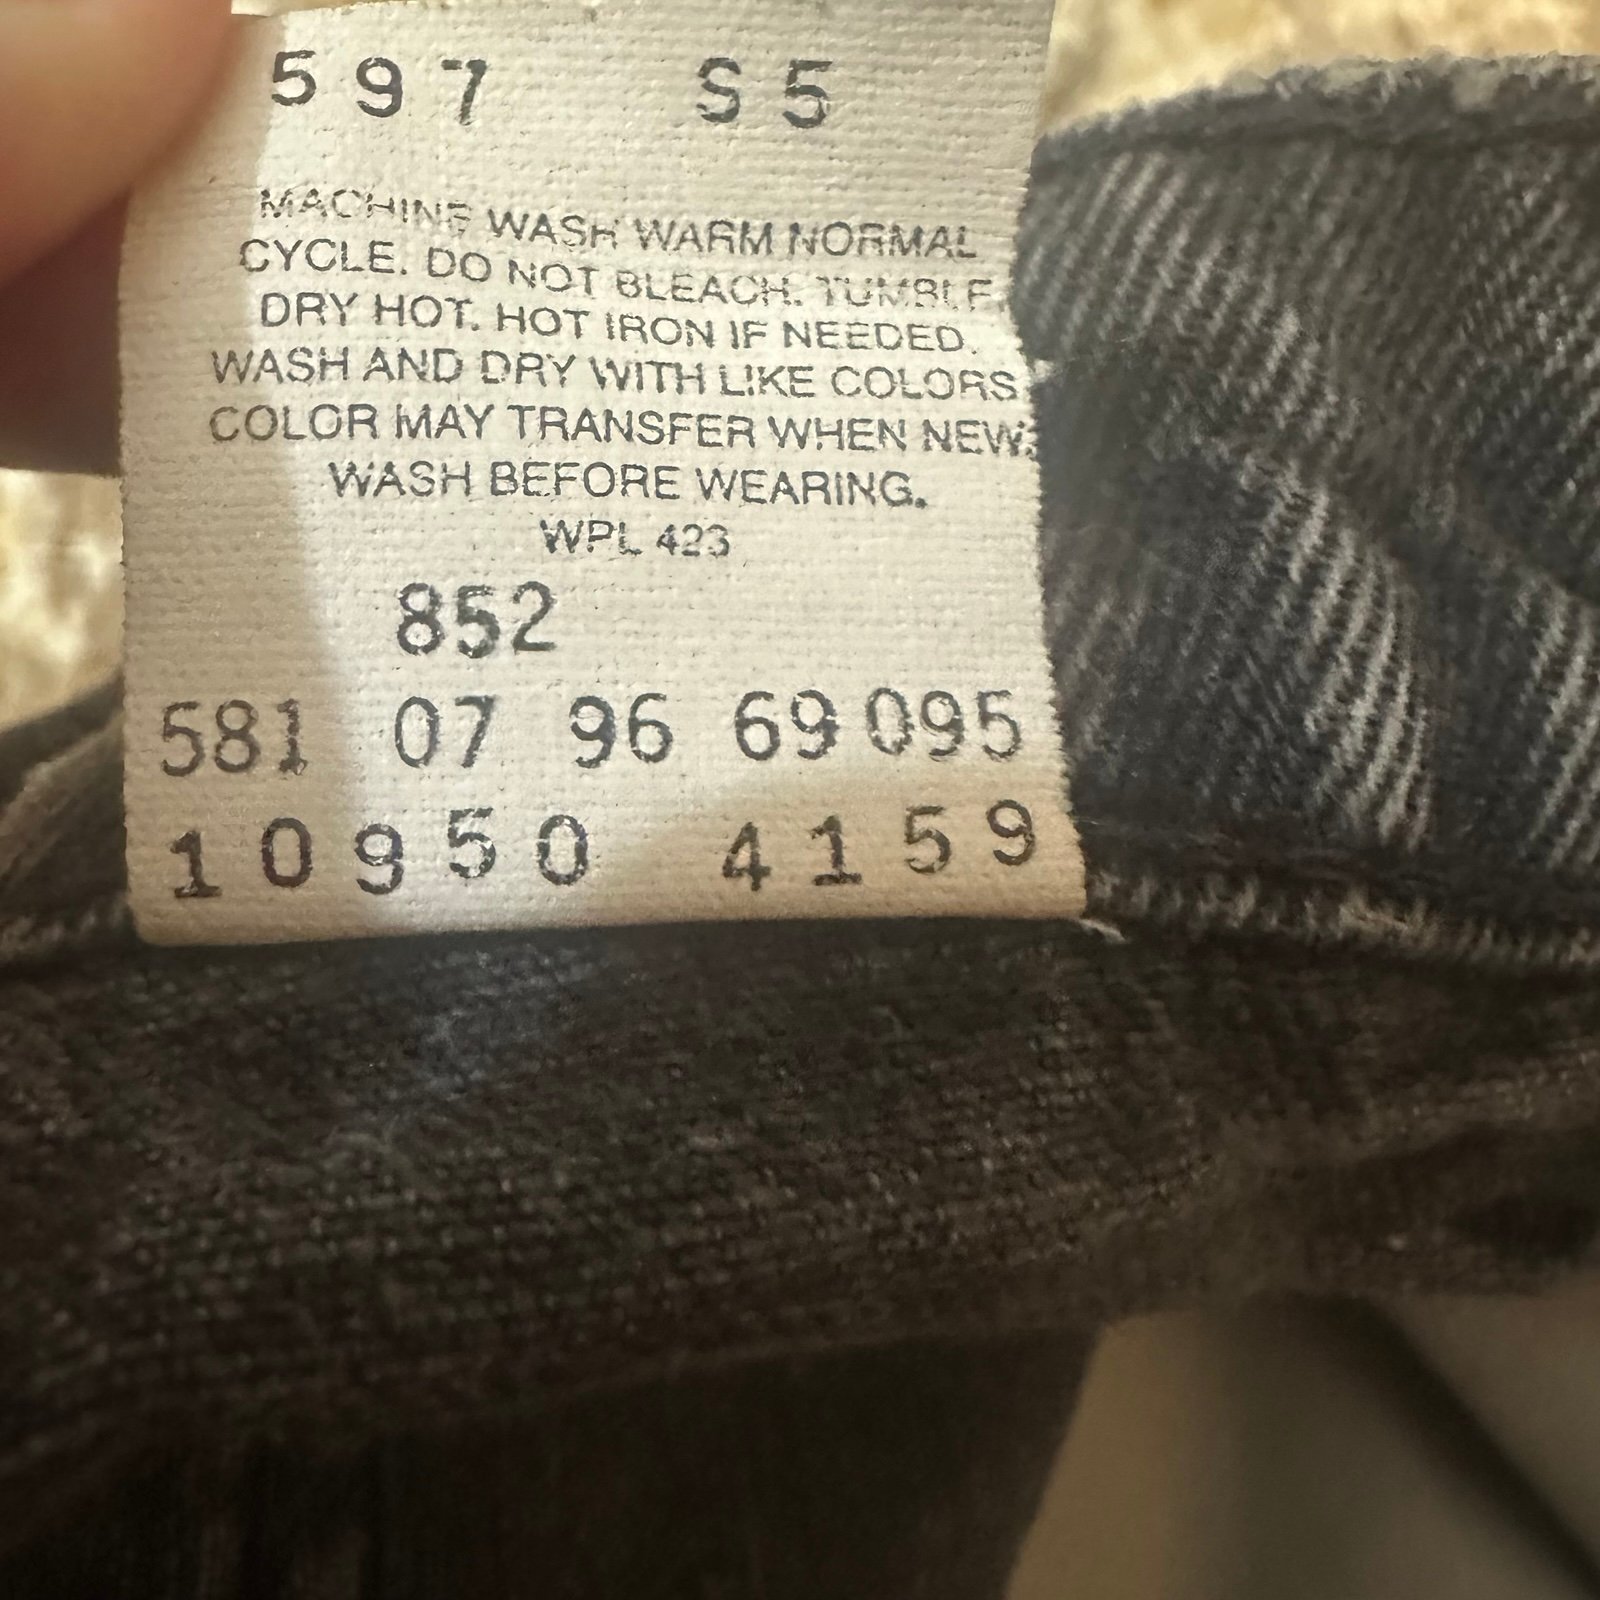 597 S5
MACHINE WASH WARM NORMAL
CYCLE. DO NOT BLEACH. TUMBLE
DRY HOT. HOT IRON IF NEEDED.
WASH AND DRY WITH LIKE COLORS
COLOR MAY TRANSFER WHEN NEW.
WASH BEFORE WEARING.
WPL 423
852
581 07 96 69095
10950 4159